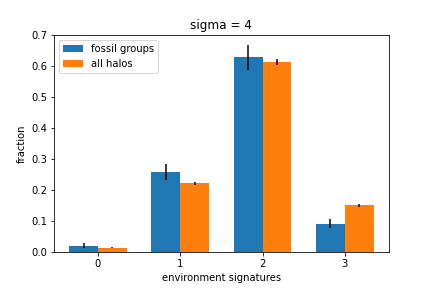 sigma = 4
fossil groups
all halos
0.7
0.6
0.5
0.4
0.3
0.2
0.1
0.0
fraction
0 1 2 3
environment signatures